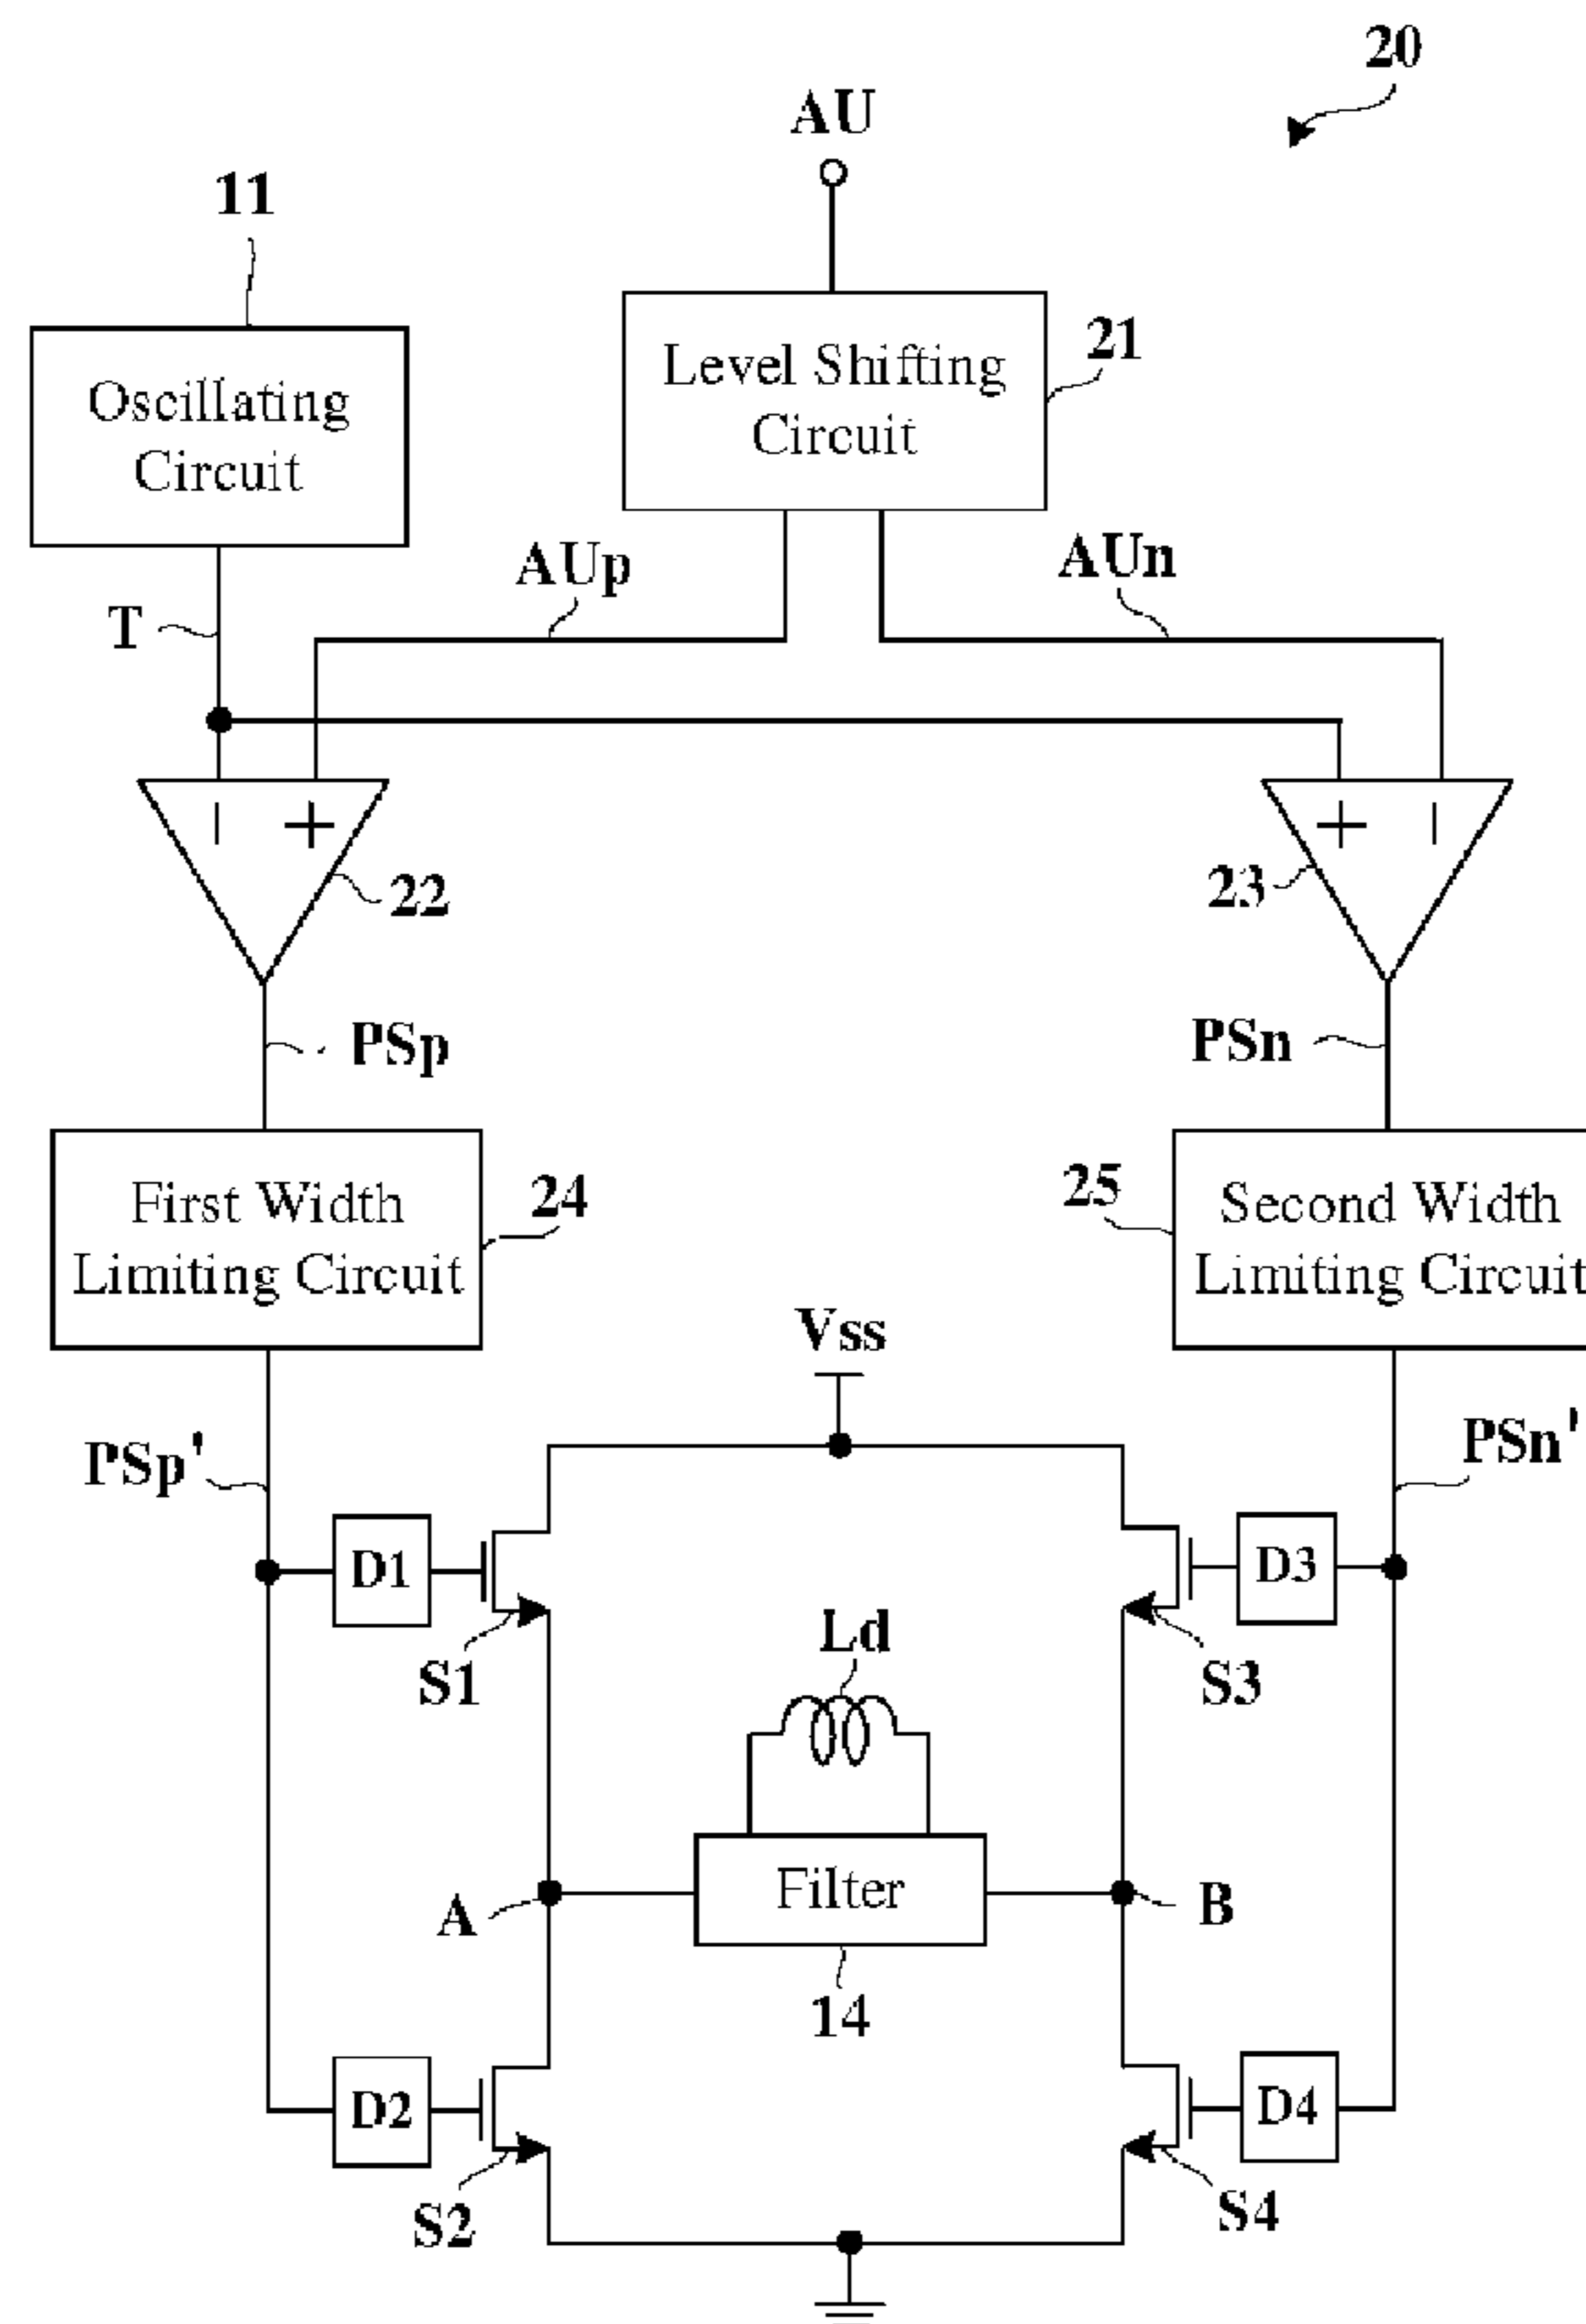 20
AU
11
Oscillating
Circuit
Level Shifting
Circuit
21
AUp
AUn
T
− +
+ −
22
23
PSp
PSn
First Width
Limiting Circuit
24
25
Second Width
Limiting Circuit
Vss
PSp'
PSn'
D1
D3
S1
Ld
S3
A
Filter
B
14
D2
D4
S2
S4